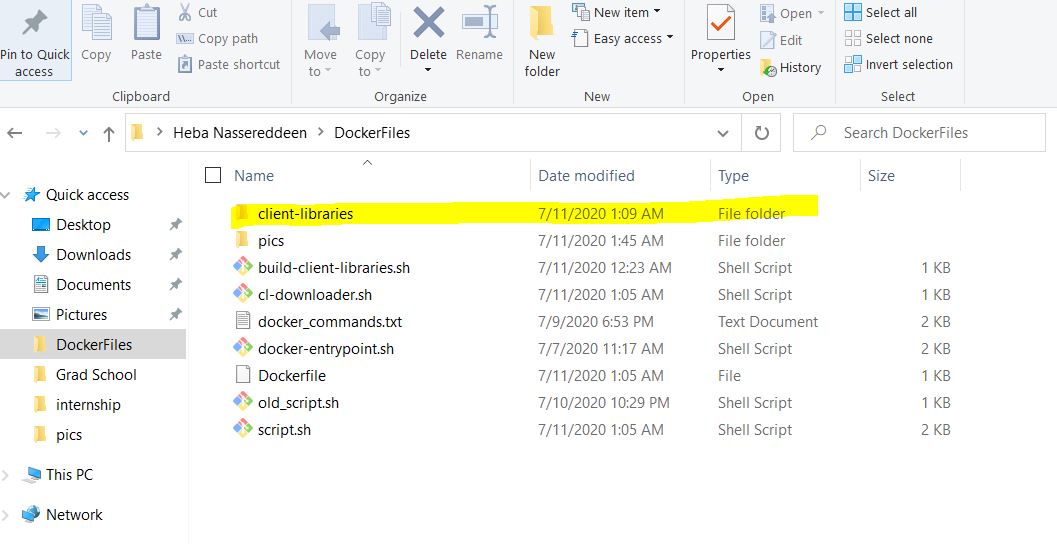 Pin to Quick access
Copy
Paste
Cut
Copy path
Paste shortcut
Clipboard
Move to
Copy to
Delete
Rename
Organize
New folder
New item
Easy access
New
Properties
Open
Edit
History
Open
Select all
Select none
Invert selection
Select
Heba Nassereddeen > DockerFiles
Search DockerFiles
Quick access
Desktop
Downloads
Documents
Pictures
DockerFiles
Grad School
internship
pics
This PC
Network
Name Date modified Type Size
client-libraries 7/11/2020 1:09 AM File folder
pics 7/11/2020 1:45 AM File folder
build-client-libraries.sh 7/11/2020 12:23 AM Shell Script 1 KB
cl-downloader.sh 7/11/2020 1:05 AM Shell Script 1 KB
docker_commands.txt 7/9/2020 6:53 PM Text Document 1 KB
docker-entrypoint.sh 7/7/2020 11:17 AM Shell Script 2 KB
Dockerfile 7/11/2020 1:05 AM File 1 KB
old_script.sh 7/10/2020 10:29 PM Shell Script 1 KB
script.sh 7/11/2020 1:05 AM Shell Script 2 KB